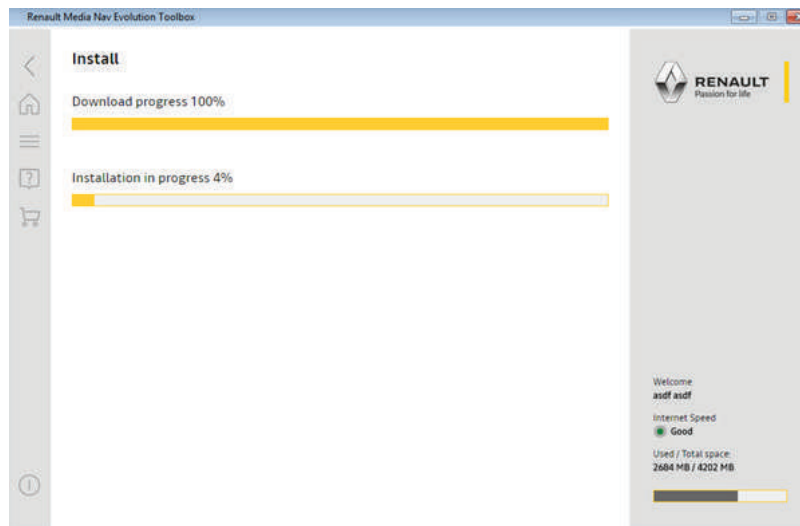 Renault Media Nav Evolution Toolbox
Install
Download progress 100%
Installation in progress 4%
RENAULT
Passion for life
Welcome
asdf asdf
Internet Speed
Good
Used / Total space:
2684 MB / 4202 MB